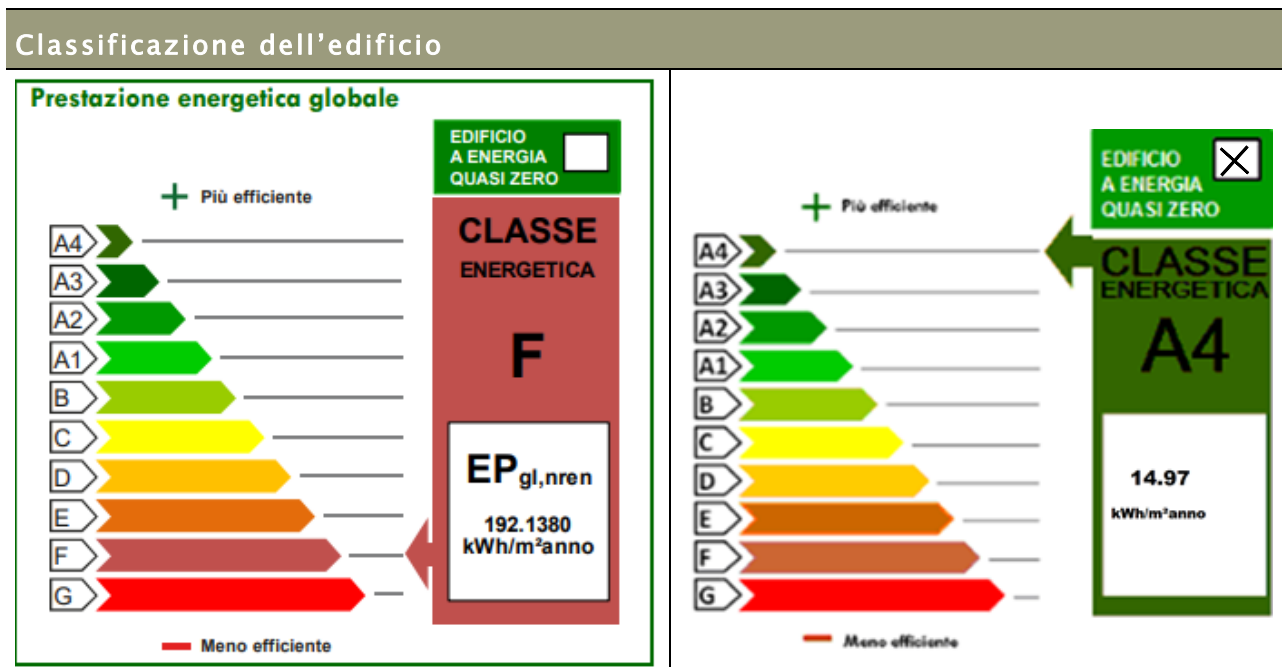 Classificazione dell'edificio
Prestazione energetica globale
EDIFICIO
A ENERGIA
QUASI ZERO
+ Più efficiente
A4
A3
A2
A1
B
C
D
E
F
G
CLASSE
ENERGETICA
F
EPgl,nren
192.1380
kWh/m²anno
Meno efficiente
EDIFICIO
A ENERGIA
QUASI ZERO
+ Più efficiente
A4
A3
A2
A1
B
C
D
E
F
G
CLASSE
ENERGETICA
A4
14.97
kWh/m²anno
Meno efficiente